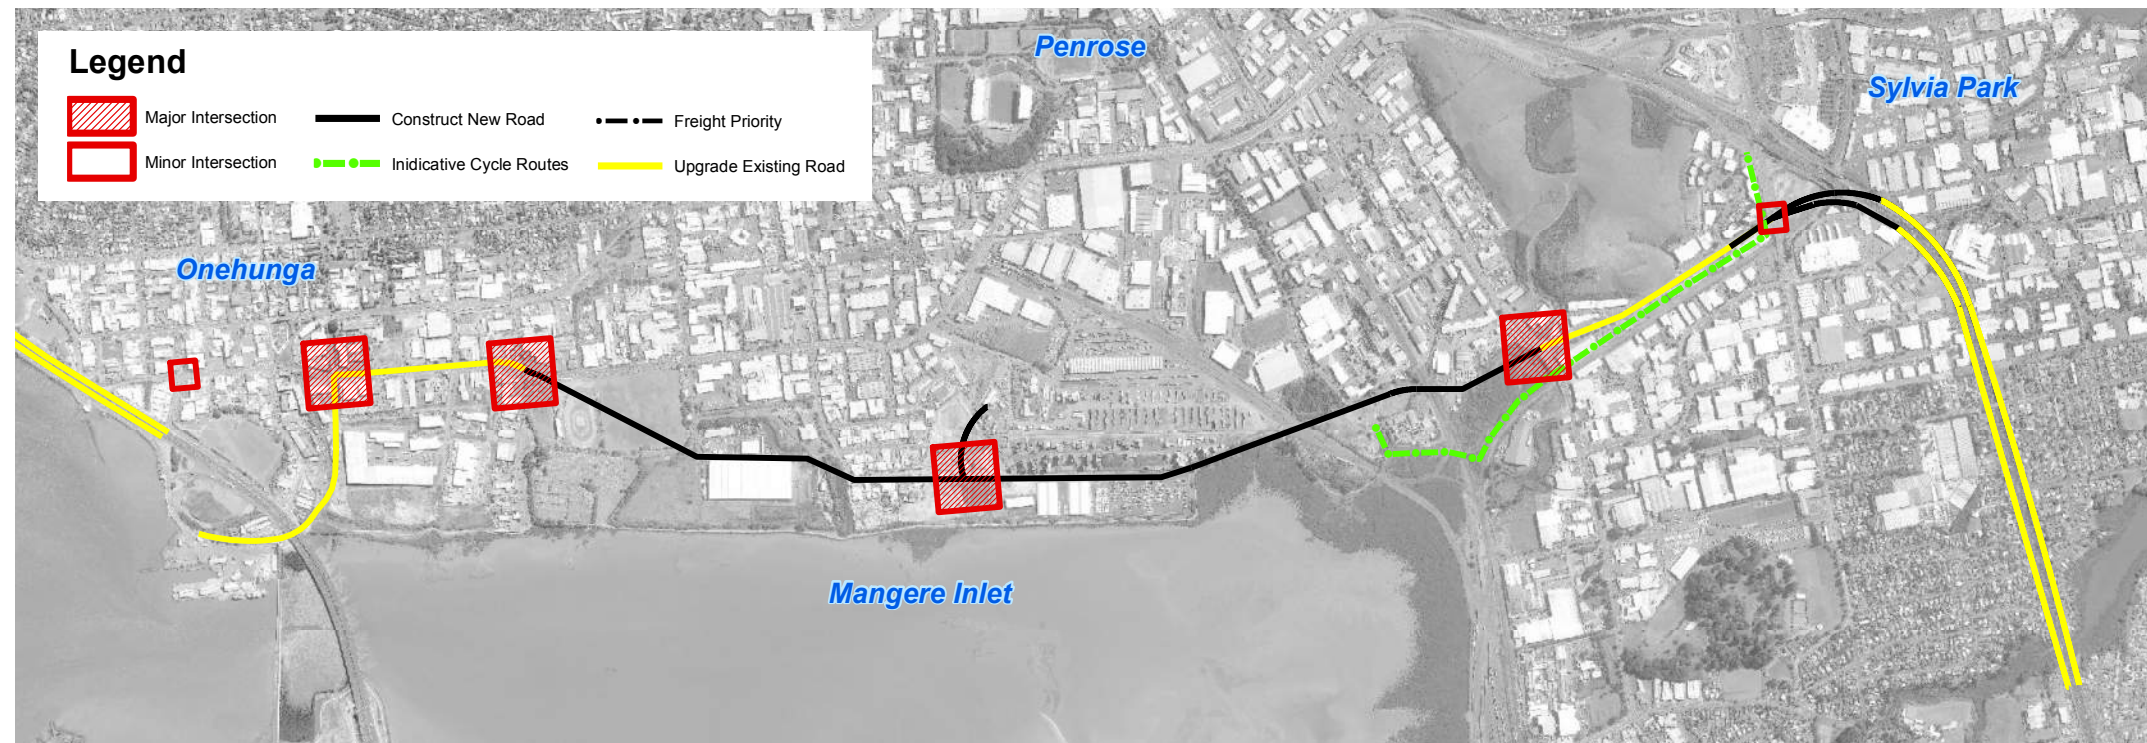 Legend
Major Intersection
Construct New Road
Freight Priority
Minor Intersection
Inidicative Cycle Routes
Upgrade Existing Road
Penrose
Sylvia Park
Onehunga
Mangere Inlet